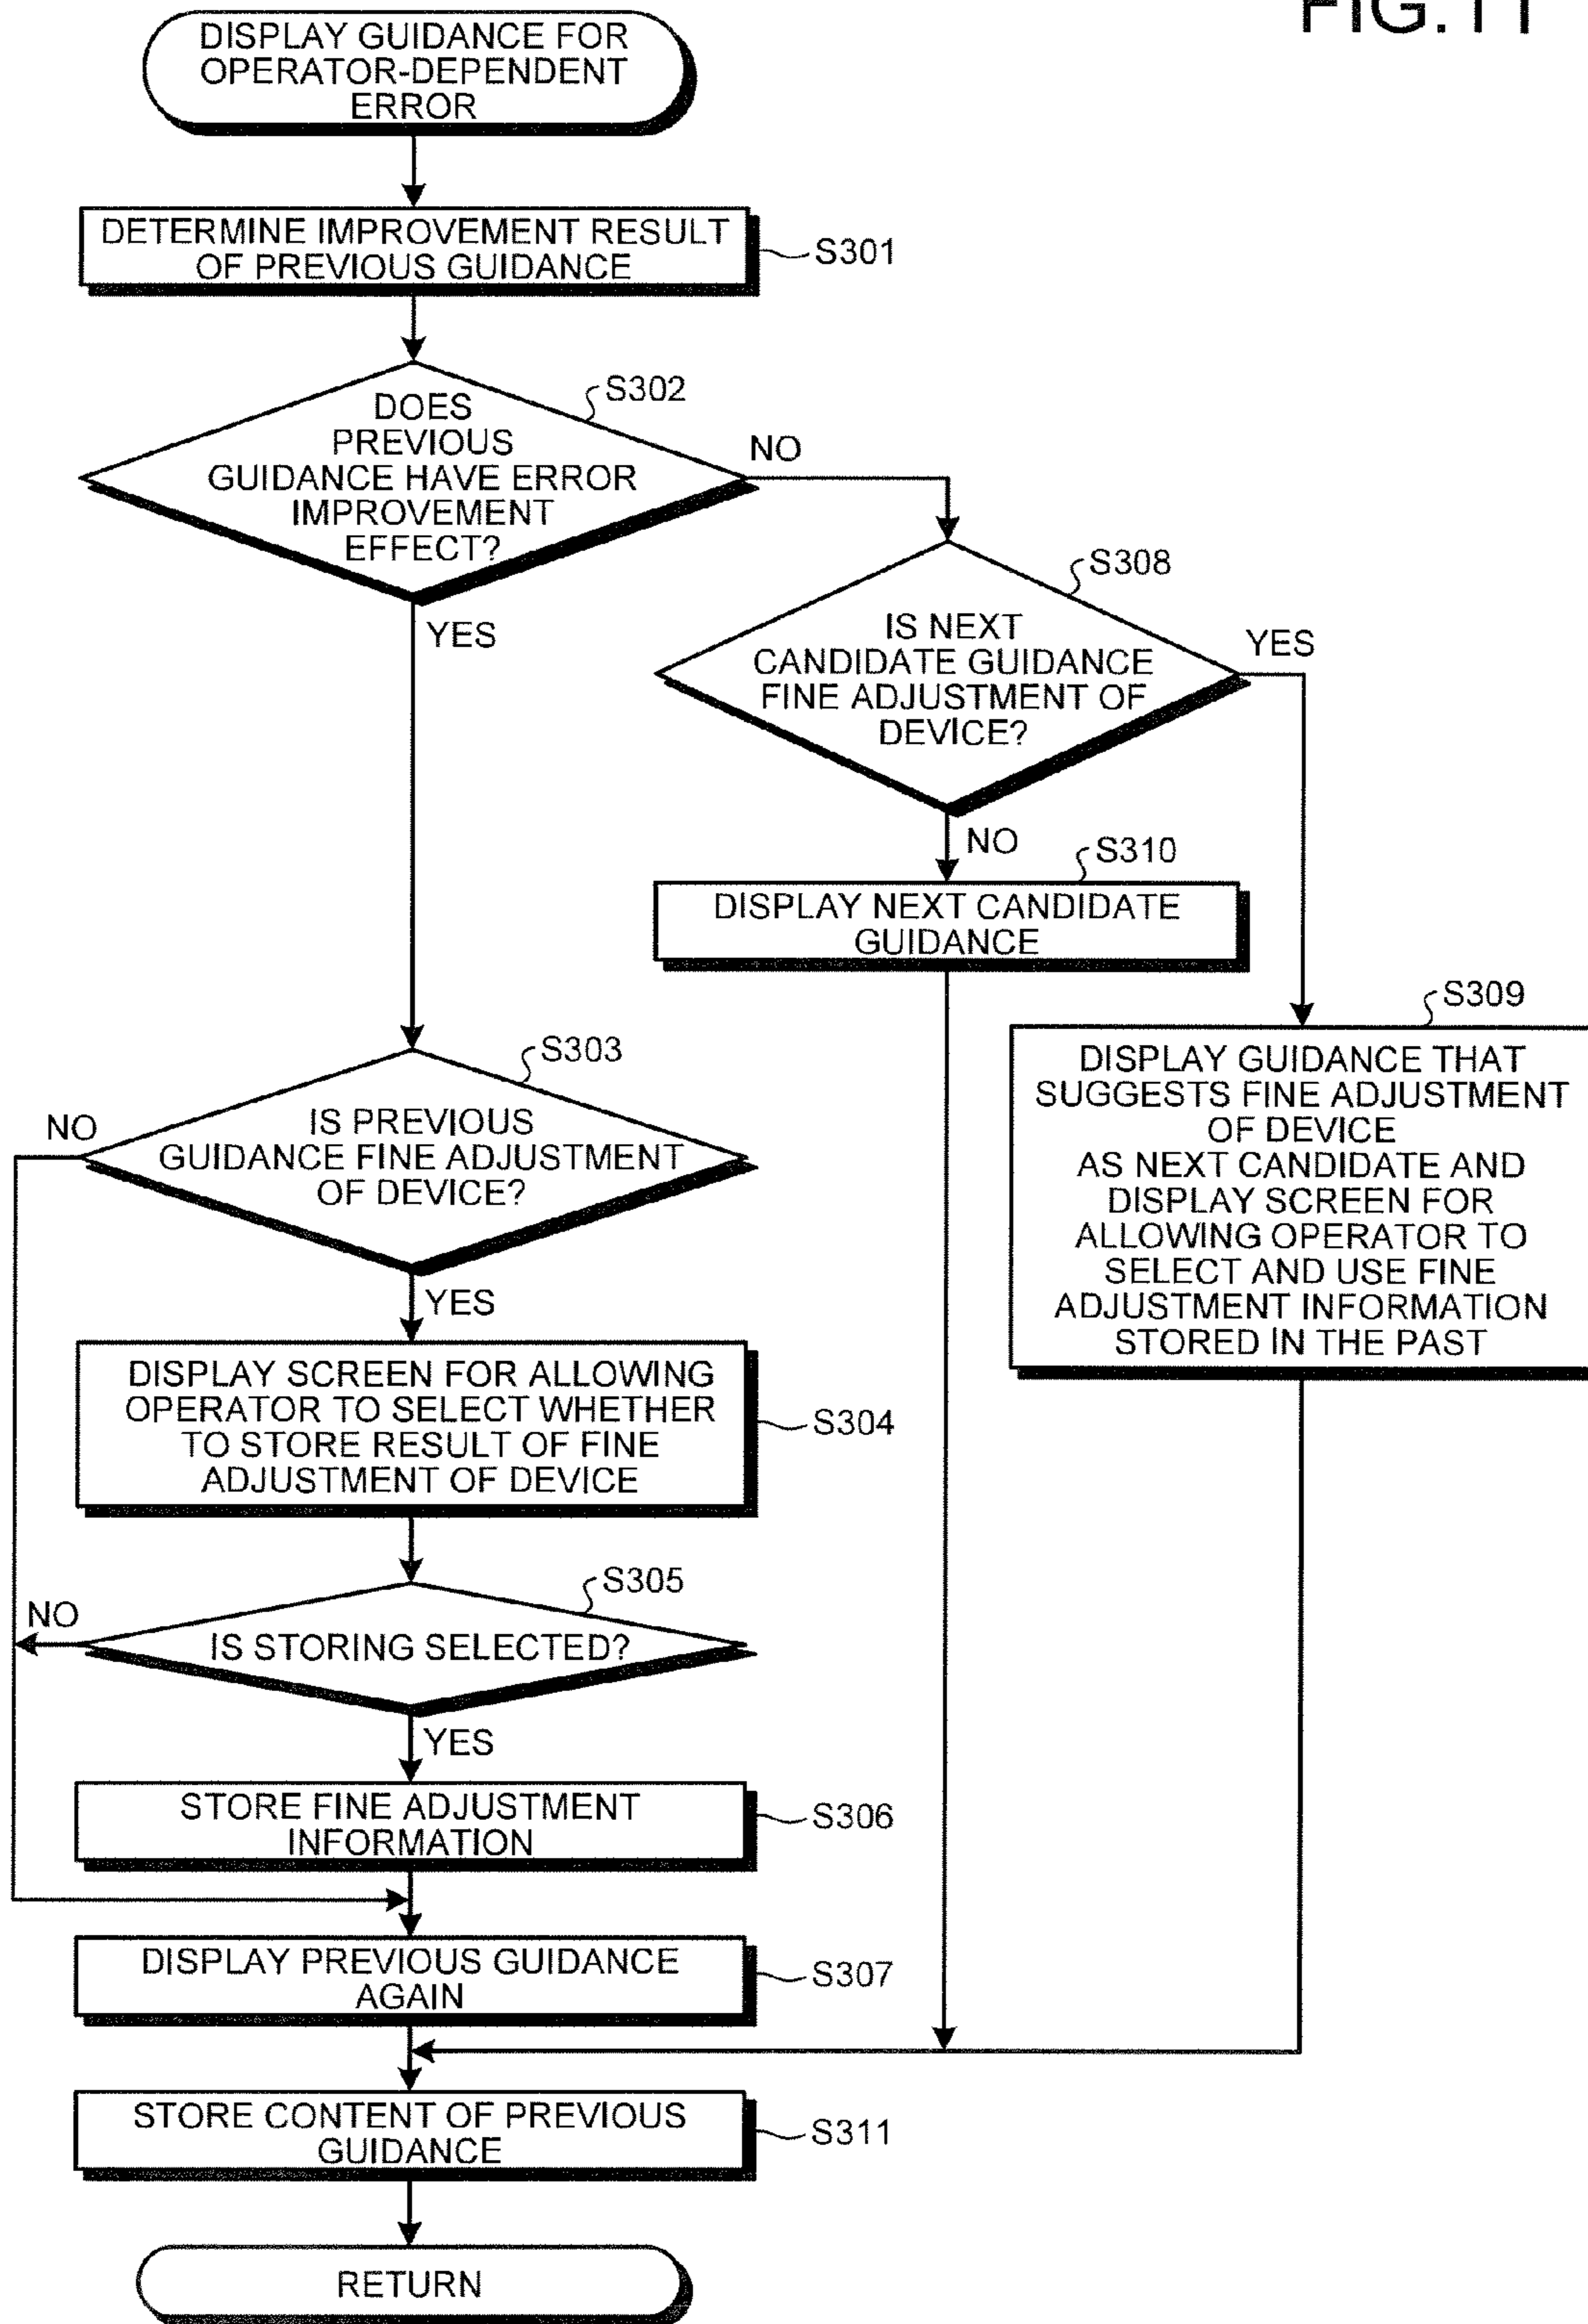 FIG. 11
DISPLAY GUIDANCE FOR
OPERATOR-DEPENDENT
ERROR
DETERMINE IMPROVEMENT RESULT
OF PREVIOUS GUIDANCE
S301
S302
DOES
PREVIOUS
GUIDANCE HAVE ERROR
IMPROVEMENT
EFFECT?
NO
YES
S308
IS NEXT
CANDIDATE GUIDANCE
FINE ADJUSTMENT OF
DEVICE?
YES
NO
S310
DISPLAY NEXT CANDIDATE
GUIDANCE
S309
DISPLAY GUIDANCE THAT
SUGGESTS FINE ADJUSTMENT
OF DEVICE
AS NEXT CANDIDATE AND
DISPLAY SCREEN FOR
ALLOWING OPERATOR TO
SELECT AND USE FINE
ADJUSTMENT INFORMATION
STORED IN THE PAST
S303
NO
IS PREVIOUS
GUIDANCE FINE ADJUSTMENT
OF DEVICE?
YES
DISPLAY SCREEN FOR ALLOWING
OPERATOR TO SELECT WHETHER
TO STORE RESULT OF FINE
ADJUSTMENT OF DEVICE
S304
S305
NO
IS STORING SELECTED?
YES
STORE FINE ADJUSTMENT
INFORMATION
S306
DISPLAY PREVIOUS GUIDANCE
AGAIN
S307
STORE CONTENT OF PREVIOUS
GUIDANCE
S311
RETURN